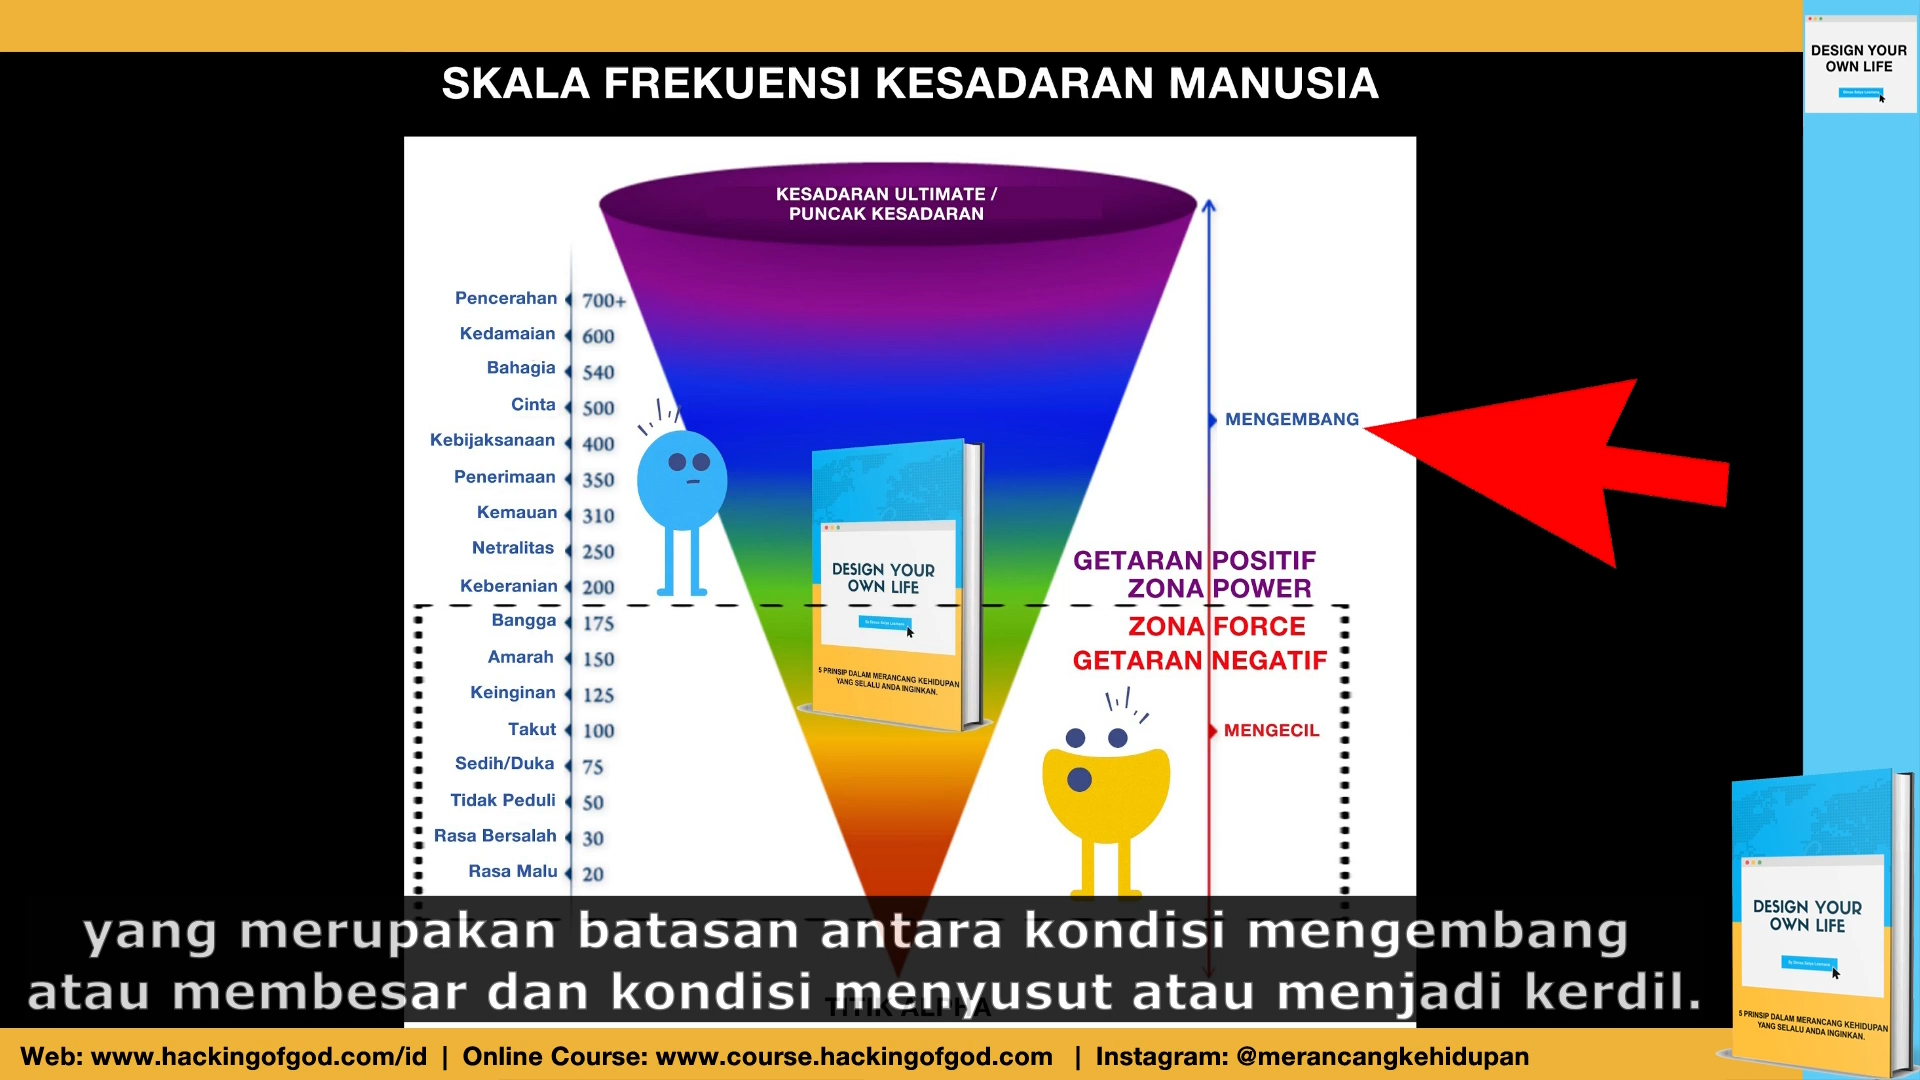 SKALA FREKUENSI KESADARAN MANUSIA
DESIGN YOUR
OWN LIFE
KESADARAN ULTIMATE /
PUNCAK KESADARAN
Pencerahan 700+
Kedamaian 600
Bahagia 540
Cinta 500
Kebijaksanaan 400
Penerimaan 350
Kemauan 310
Netralitas 250
Keberanian 200
Bangga 175
Amarah 150
Keinginan 125
Takut 100
Sedih/Duka 75
Tidak Peduli 50
Rasa Bersalah 30
Rasa Malu 20
MENGEMBANG
GETARAN POSITIF
ZONA POWER
ZONA FORCE
GETARAN NEGATIF
MENGECIL
DESIGN YOUR
OWN LIFE
5 PRINSIP DALAM MERANCANG KEHIDUPAN
YANG SELALU ANDA INGINKAN.
TITIK ALPHA
yang merupakan batasan antara kondisi mengembang
atau membesar dan kondisi menyusut atau menjadi kerdil.
DESIGN YOUR
OWN LIFE
5 PRINSIP DALAM MERANCANG KEHIDUPAN
YANG SELALU ANDA INGINKAN.
Web: www.hackingofgod.com/id | Online Course: www.course.hackingofgod.com | Instagram: @merancangkehidupan